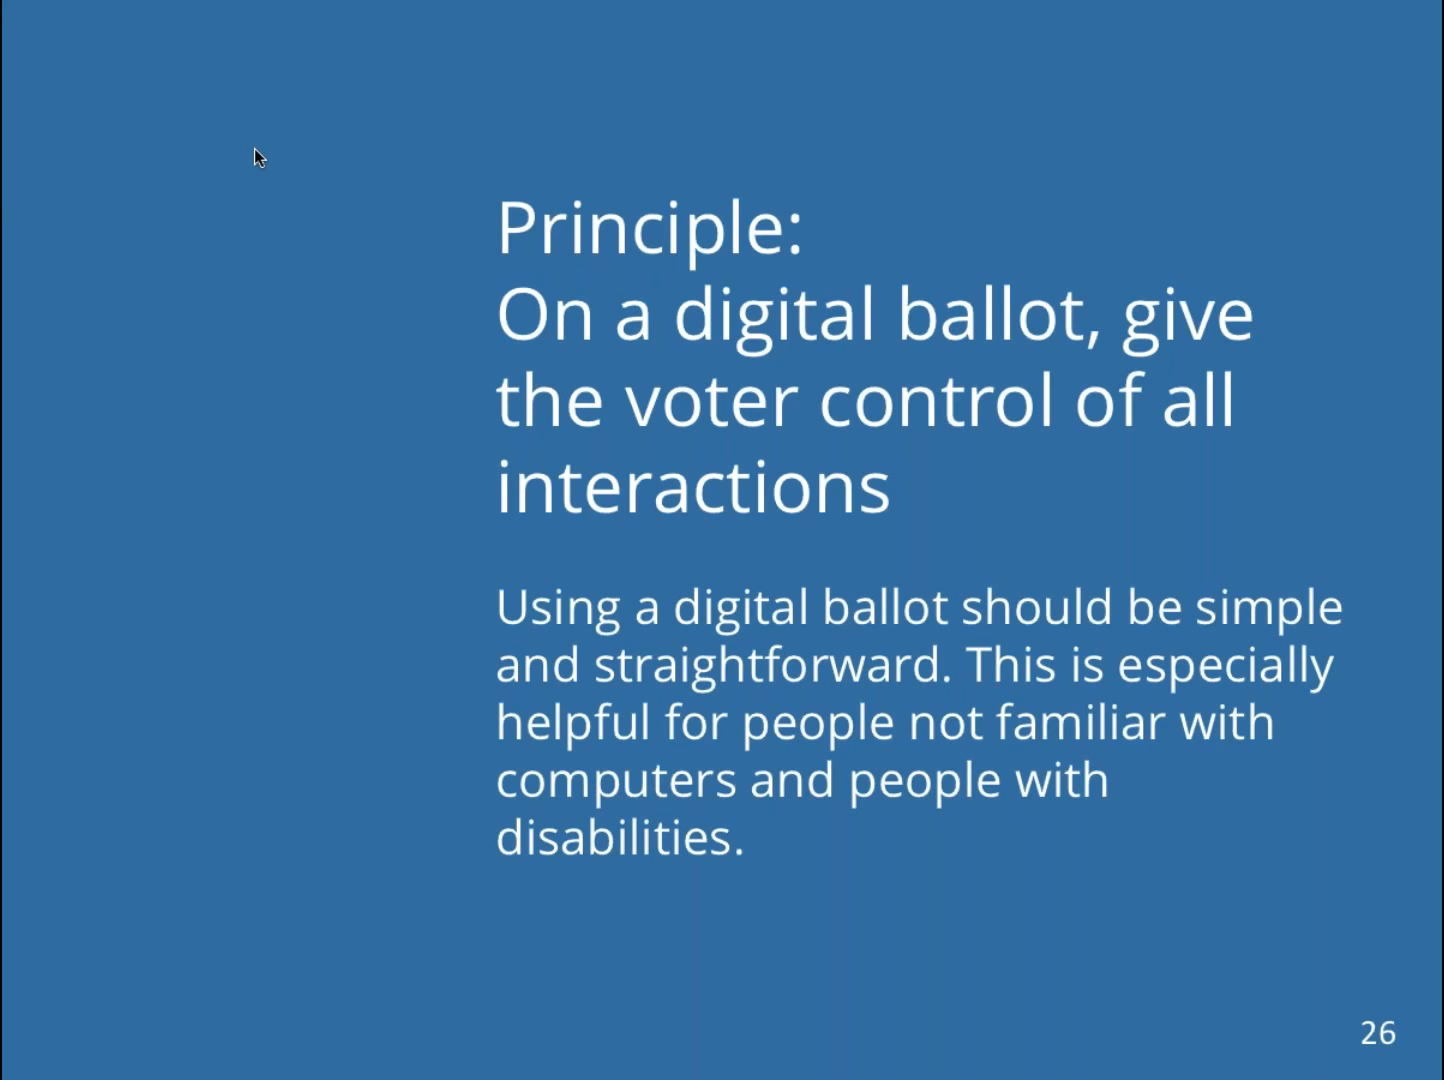 Principle:
On a digital ballot, give
the voter control of all
interactions
Using a digital ballot should be simple
and straightforward. This is especially
helpful for people not familiar with
computers and people with
disabilities.
26